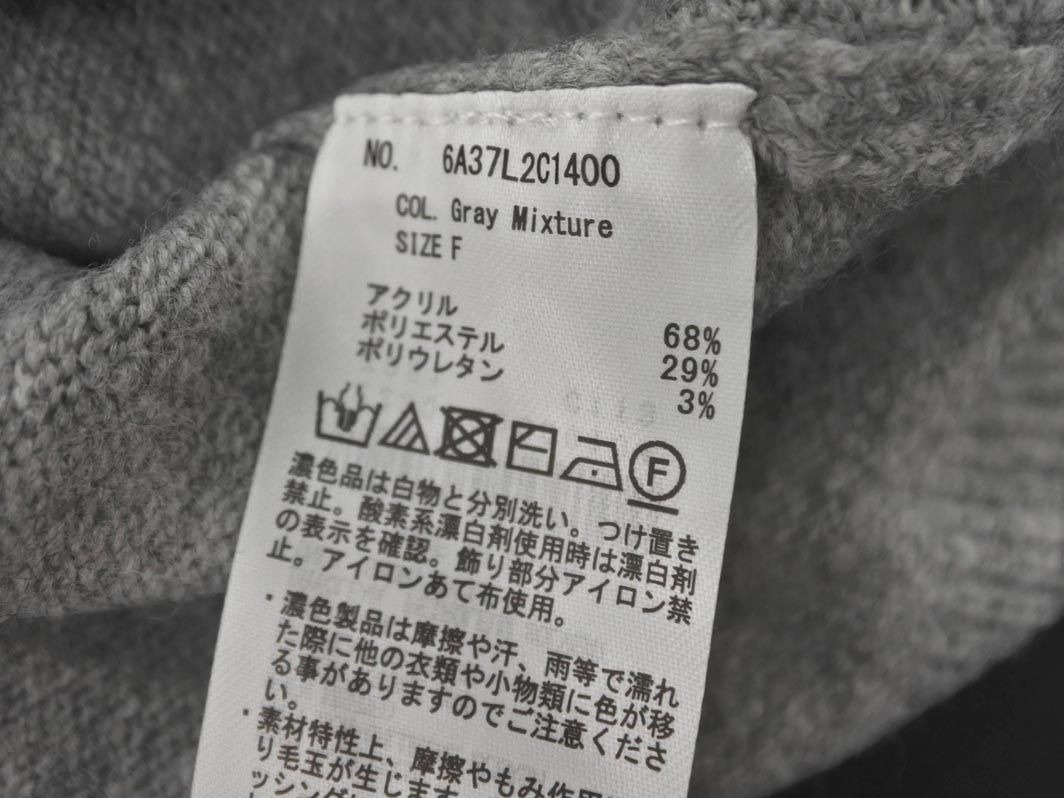 NO. 6A37L2C1400
COL. Gray Mixture
SIZE F
アクリル 68%
ポリエステル 29%
ポリウレタン 3%
F
濃色品は白物と分別洗い。つけ置き
禁止。酸素系漂白剤使用時は漂白剤
の表示を確認。飾り部分アイロン禁
止。アイロンあて布使用。
・濃色製品は摩擦や汗、雨等で濡れ
た際に他の衣類や小物類に色が移
る事がありますのでご注意くださ
い。
・素材特性上、摩擦やもみ作用
り毛玉が生じます。
ッシング